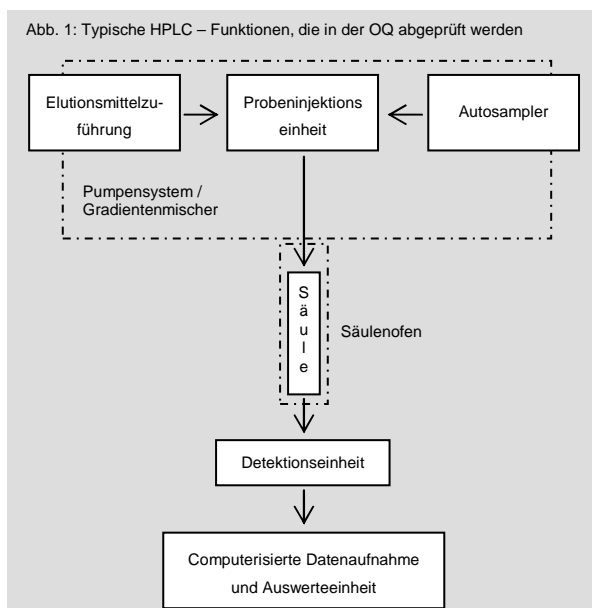 Abb. 1: Typische HPLC – Funktionen, die in der OQ abgeprüft werden
Elutionsmittelzu-
führung
Probeninjektions
einheit
Autosampler
Pumpensystem /
Gradientenmischer
S
ä
u
l
e
Säulenofen
Detektionseinheit
Computerisierte Datenaufnahme
und Auswerteeinheit